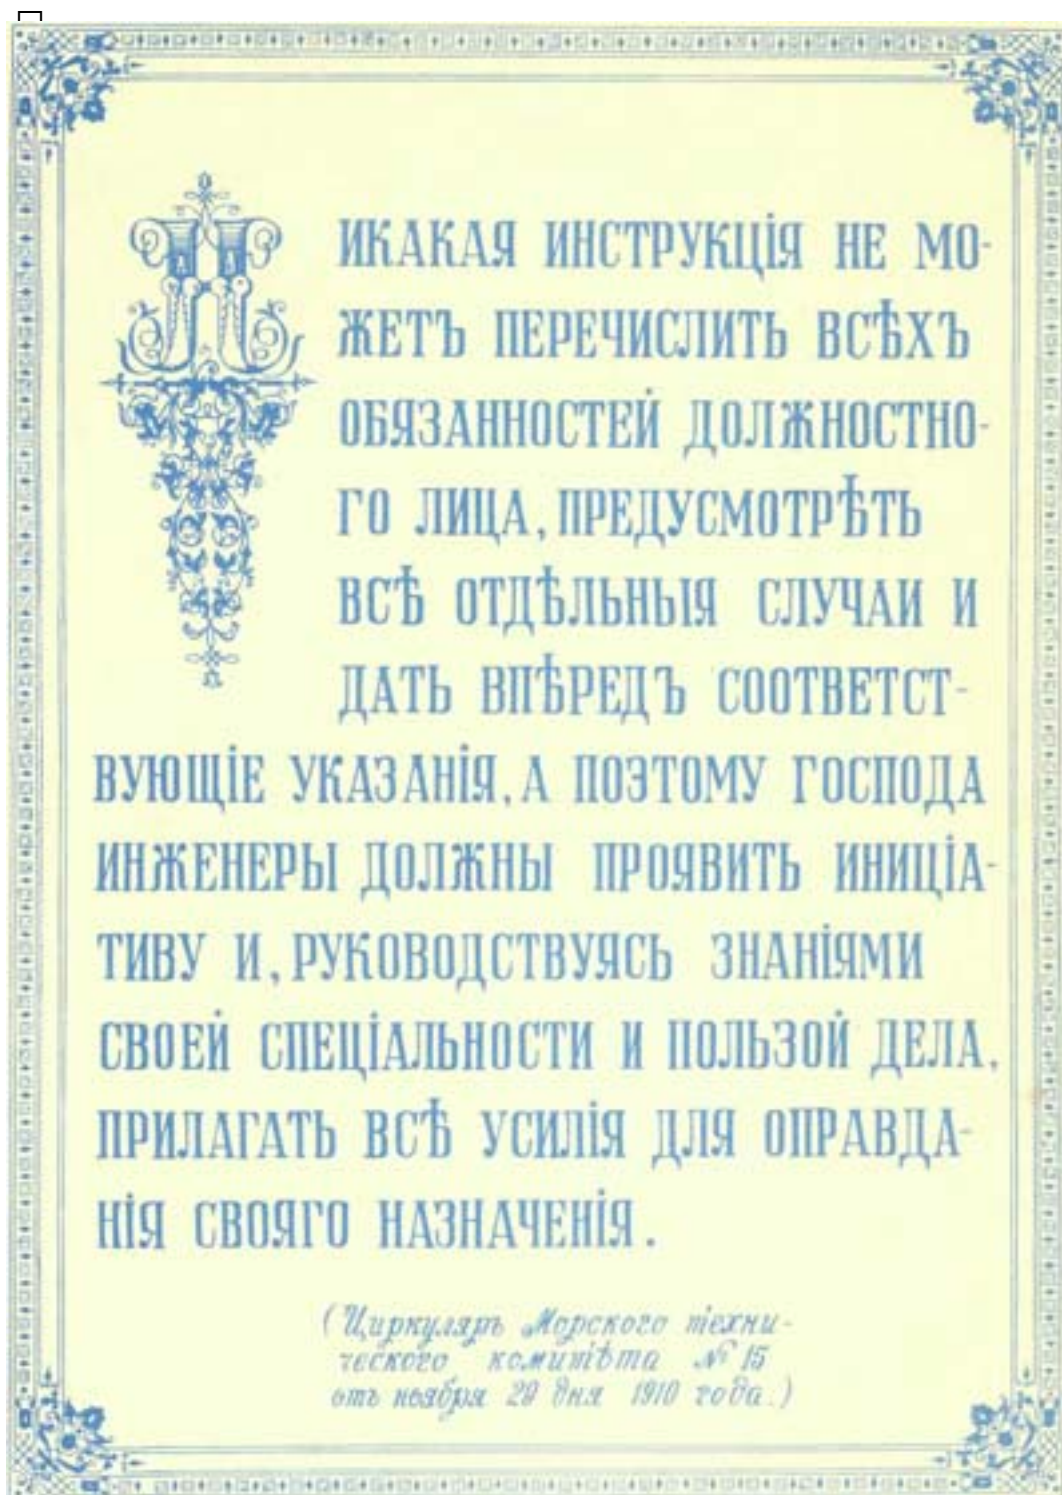 НИКАКАЯ ИНСТРУКЦІЯ НЕ МО-
ЖЕТЪ ПЕРЕЧИСЛИТЬ ВСѢХЪ
ОБЯЗАННОСТЕЙ ДОЛЖНОСТНО-
ГО ЛИЦА, ПРЕДУСМОТРѢТЬ
ВСѢ ОТДѢЛЬНЫЯ СЛУЧАИ И
ДАТЬ ВПѢРЕДЪ СООТВЕТСТ-
ВУЮЩІЕ УКАЗАНІЯ, А ПОЭТОМУ ГОСПОДА
ИНЖЕНЕРЫ ДОЛЖНЫ ПРОЯВИТЬ ИНИЦІА-
ТИВУ И, РУКОВОДСТВУЯСЬ ЗНАНІЯМИ
СВОЕЙ СПЕЦІАЛЬНОСТИ И ПОЛЬЗОЙ ДЕЛА,
ПРИЛАГАТЬ ВСѢ УСИЛІЯ ДЛЯ ОПРАВДА-
НІЯ СВОЯГО НАЗНАЧЕНІЯ.
(Циркуляръ Морского техни-
ческого комитѣта № 15
отъ ноября 29 дня 1910 года.)